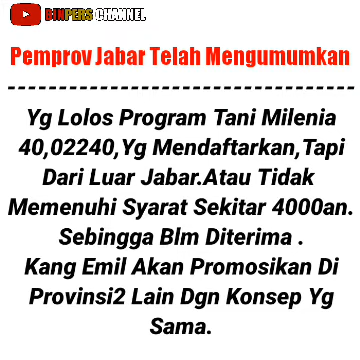 BINPERS CHANNEL
Pemprov Jabar Telah Mengumumkan
Yg Lolos Program Tani Milenia
40,02240,Yg Mendaftarkan,Tapi
Dari Luar Jabar.Atau Tidak
Memenuhi Syarat Sekitar 4000an.
Sebingga Blm Diterima .
Kang Emil Akan Promosikan Di
Provinsi2 Lain Dgn Konsep Yg
Sama.